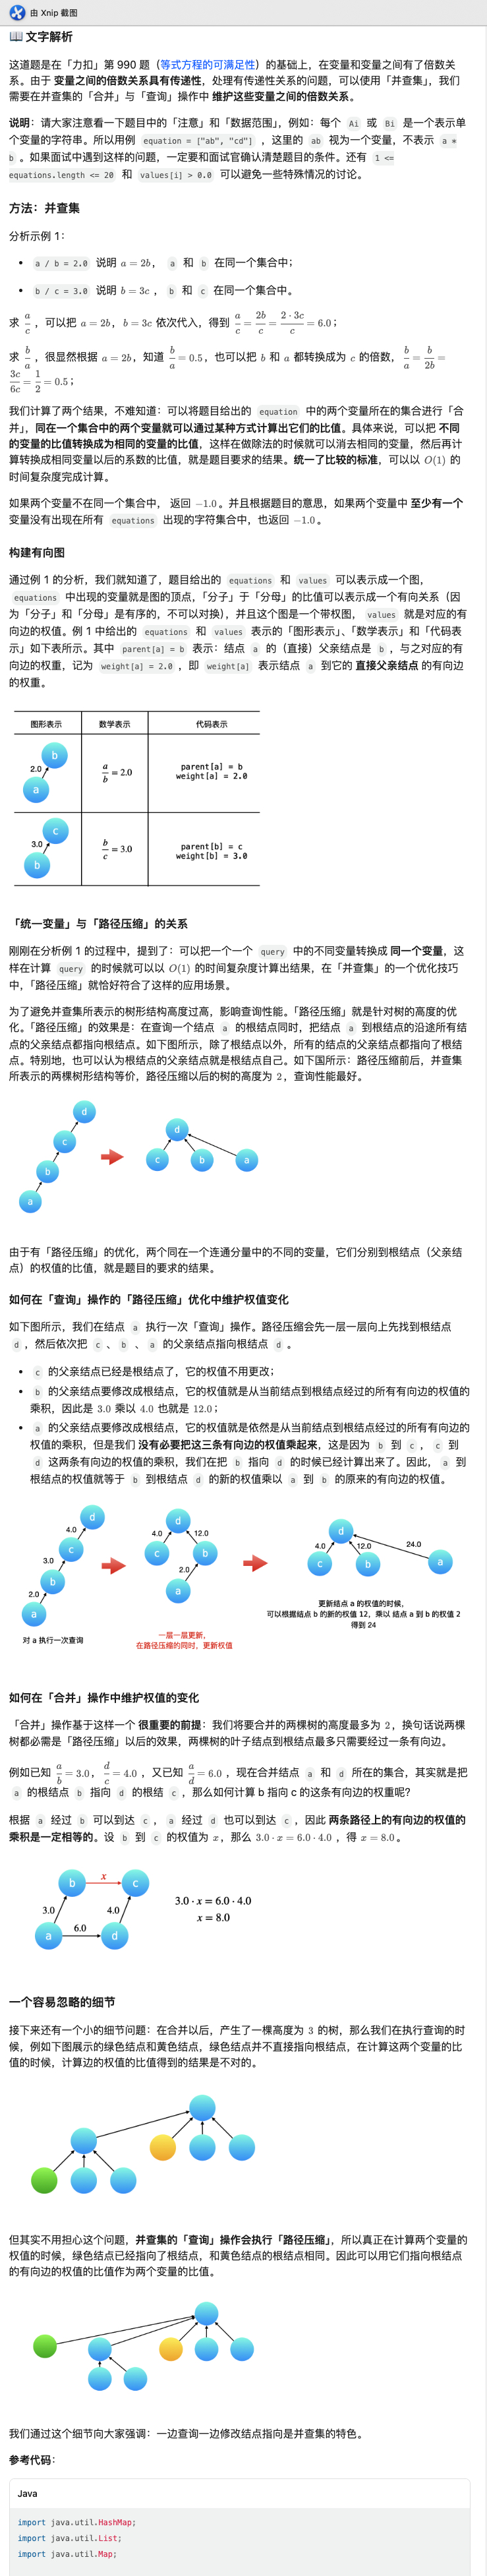 由 Xnip 截图
📖 文字解析
这道题是在「力扣」第 990 题（等式方程的可满足性）的基础上，在变量和变量之间有了倍数关
系。由于 变量之间的倍数关系具有传递性，处理有传递性关系的问题，可以使用「并查集」，我们
需要在并查集的「合并」与「查询」操作中 维护这些变量之间的倍数关系。
说明：请大家注意看一下题目中的「注意」和「数据范围」，例如：每个 Ai 或 Bi 是一个表示单
个变量的字符串。所以用例 equation = ["ab", "cd"] ，这里的 ab 视为一个变量，不表示 a *
b 。如果面试中遇到这样的问题，一定要和面试官确认清楚题目的条件。还有 1 <=
equations.length <= 20 和 values[i] > 0.0 可以避免一些特殊情况的讨论。
方法：并查集
分析示例 1：
• a / b = 2.0 说明 a = 2b， a 和 b 在同一个集合中；
• b / c = 3.0 说明 b = 3c ， b 和 c 在同一个集合中。
求 a/c ，可以把 a = 2b，b = 3c 依次代入，得到 a/c = 2b/c = 2 · 3c/c = 6.0；
求 b/a ，很显然根据 a = 2b，知道 b/a = 0.5，也可以把 b 和 a 都转换成为 c 的倍数，b/a = b/2b =
3c/6c = 1/2 = 0.5；
我们计算了两个结果，不难知道：可以将题目给出的 equation 中的两个变量所在的集合进行「合
并」，同在一个集合中的两个变量就可以通过某种方式计算出它们的比值。具体来说，可以把 不同
的变量的比值转换成为相同的变量的比值，这样在做除法的时候就可以消去相同的变量，然后再计
算转换成相同变量以后的系数的比值，就是题目要求的结果。统一了比较的标准，可以以 O(1) 的
时间复杂度完成计算。
如果两个变量不在同一个集合中， 返回 −1.0。并且根据题目的意思，如果两个变量中 至少有一个
变量没有出现在所有 equations 出现的字符集合中，也返回 −1.0。
构建有向图
通过例 1 的分析，我们就知道了，题目给出的 equations 和 values 可以表示成一个图，
equations 中出现的变量就是图的顶点，「分子」于「分母」的比值可以表示成一个有向关系（因
为「分子」和「分母」是有序的，不可以对换），并且这个图是一个带权图， values 就是对应的有
向边的权值。例 1 中给出的 equations 和 values 表示的「图形表示」、「数学表示」和「代码表
示」如下表所示。其中 parent[a] = b 表示：结点 a 的（直接）父亲结点是 b ，与之对应的有
向边的权重，记为 weight[a] = 2.0 ，即 weight[a] 表示结点 a 到它的 直接父亲结点 的有向边
的权重。
图形表示 数学表示 代码表示
b
2.0
a
a/b = 2.0
parent[a] = b
weight[a] = 2.0
c
3.0
b
b/c = 3.0
parent[b] = c
weight[b] = 3.0
「统一变量」与「路径压缩」的关系
刚刚在分析例 1 的过程中，提到了：可以把一个一个 query 中的不同变量转换成 同一个变量，这
样在计算 query 的时候就可以以 O(1) 的时间复杂度计算出结果，在「并查集」的一个优化技巧
中，「路径压缩」就恰好符合了这样的应用场景。
为了避免并查集所表示的树形结构高度过高，影响查询性能。「路径压缩」就是针对树的高度的优
化。「路径压缩」的效果是：在查询一个结点 a 的根结点同时，把结点 a 到根结点的沿途所有结
点的父亲结点都指向根结点。如下图所示，除了根结点以外，所有的结点的父亲结点都指向了根结
点。特别地，也可以认为根结点的父亲结点就是根结点自己。如下国所示：路径压缩前后，并查集
所表示的两棵树形结构等价，路径压缩以后的树的高度为 2，查询性能最好。
d
c
b
a
d
c b a
由于有「路径压缩」的优化，两个同在一个连通分量中的不同的变量，它们分别到根结点（父亲结
点）的权值的比值，就是题目的要求的结果。
如何在「查询」操作的「路径压缩」优化中维护权值变化
如下图所示，我们在结点 a 执行一次「查询」操作。路径压缩会先一层一层向上先找到根结点
d ，然后依次把 c 、 b 、 a 的父亲结点指向根结点 d 。
• c 的父亲结点已经是根结点了，它的权值不用更改；
• b 的父亲结点要修改成根结点，它的权值就是从当前结点到根结点经过的所有有向边的权值的
乘积，因此是 3.0 乘以 4.0 也就是 12.0；
• a 的父亲结点要修改成根结点，它的权值就是依然是从当前结点到根结点经过的所有有向边的
权值的乘积，但是我们 没有必要把这三条有向边的权值乘起来，这是因为 b 到 c ， c 到
d 这两条有向边的权值的乘积，我们在把 b 指向 d 的时候已经计算出来了。因此， a 到
根结点的权值就等于 b 到根结点 d 的新的权值乘以 a 到 b 的原来的有向边的权值。
d
4.0
c
3.0
b
2.0
a
对 a 执行一次查询
d
4.0 12.0
c b
2.0
a
一层一层更新，
在路径压缩的同时，更新权值
d
4.0 12.0 24.0
c b a
更新结点 a 的权值的时候，
可以根据结点 b 的新的权值 12，乘以 结点 a 到 b 的权值 2
得到 24
如何在「合并」操作中维护权值的变化
「合并」操作基于这样一个 很重要的前提：我们将要合并的两棵树的高度最多为 2，换句话说两棵
树都必需是「路径压缩」以后的效果，两棵树的叶子结点到根结点最多只需要经过一条有向边。
例如已知 a/b = 3.0，d/c = 4.0 ，又已知 a/d = 6.0 ，现在合并结点 a 和 d 所在的集合，其实就是把
a 的根结点 b 指向 d 的根结 c ，那么如何计算 b 指向 c 的这条有向边的权重呢？
根据 a 经过 b 可以到达 c ， a 经过 d 也可以到达 c ，因此 两条路径上的有向边的权值的
乘积是一定相等的。设 b 到 c 的权值为 x，那么 3.0 · x = 6.0 · 4.0 ，得 x = 8.0。
x
b c
3.0 4.0
6.0
a d
3.0 · x = 6.0 · 4.0
x = 8.0
一个容易忽略的细节
接下来还有一个小的细节问题：在合并以后，产生了一棵高度为 3 的树，那么我们在执行查询的时
候，例如下图展示的绿色结点和黄色结点，绿色结点并不直接指向根结点，在计算这两个变量的比
值的时候，计算边的权值的比值得到的结果是不对的。
但其实不用担心这个问题，并查集的「查询」操作会执行「路径压缩」，所以真正在计算两个变量的
权值的时候，绿色结点已经指向了根结点，和黄色结点的根结点相同。因此可以用它们指向根结点
的有向边的权值的比值作为两个变量的比值。
我们通过这个细节向大家强调：一边查询一边修改结点指向是并查集的特色。
参考代码：
Java
import java.util.HashMap;
import java.util.List;
import java.util.Map;